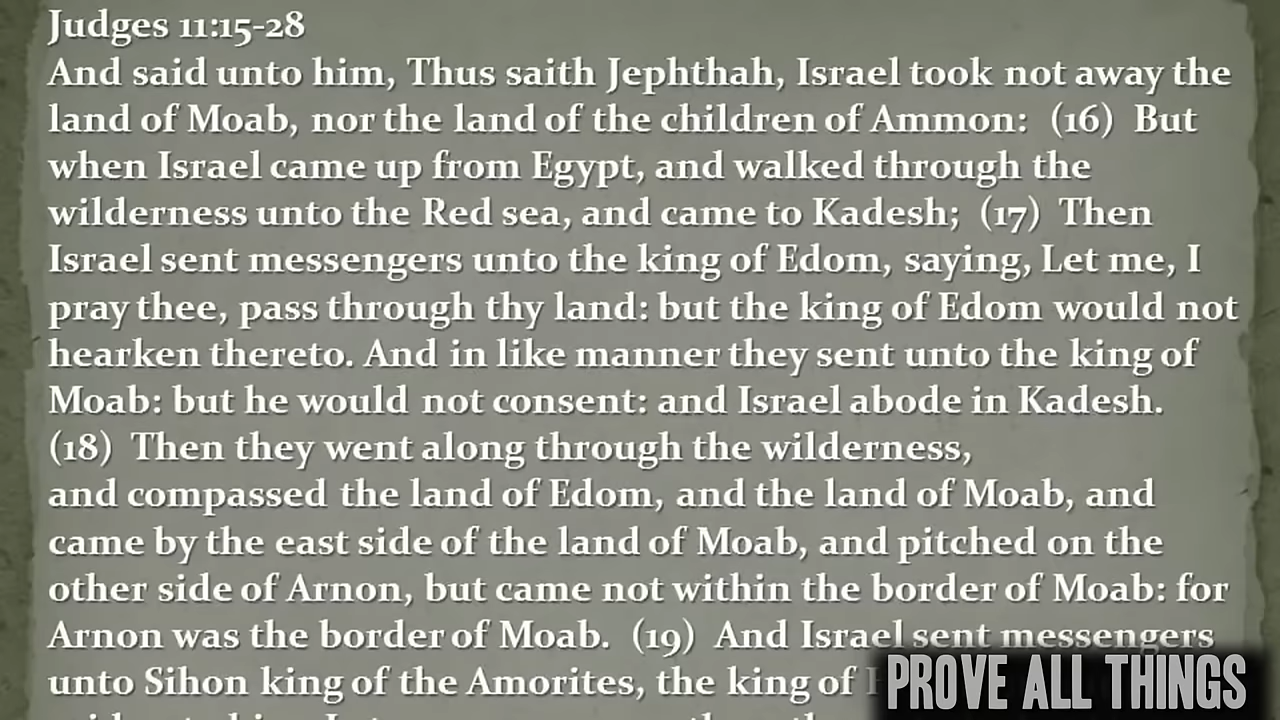 Judges 11:15-28
And said unto him, Thus saith Jephthah, Israel took not away the
land of Moab, nor the land of the children of Ammon:  (16)  But
when Israel came up from Egypt, and walked through the
wilderness unto the Red sea, and came to Kadesh;  (17)  Then
Israel sent messengers unto the king of Edom, saying, Let me, I
pray thee, pass through thy land: but the king of Edom would not
hearken thereto. And in like manner they sent unto the king of
Moab: but he would not consent: and Israel abode in Kadesh.
(18)  Then they went along through the wilderness,
and compassed the land of Edom, and the land of Moab, and
came by the east side of the land of Moab, and pitched on the
other side of Arnon, but came not within the border of Moab: for
Arnon was the border of Moab.  (19)  And Israel sent messengers
unto Sihon king of the Amorites, the king of
PROVE ALL THINGS